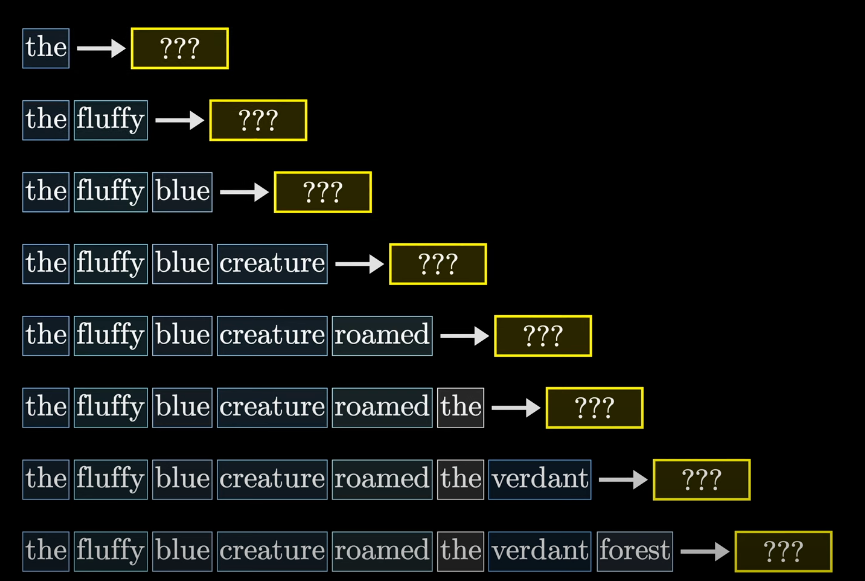 the ???
the fluffy ???
the fluffy blue ???
the fluffy blue creature ???
the fluffy blue creature roamed ???
the fluffy blue creature roamed the ???
the fluffy blue creature roamed the verdant ???
the fluffy blue creature roamed the verdant forest ???